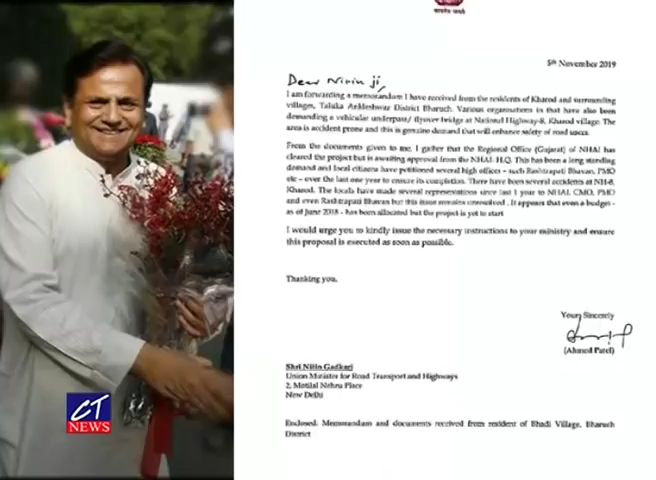 सत्यमेव जयते
5th November 2019
Dear Nitin ji,
I am forwarding a memorandum I have received from the residents of Kharod and surrounding
villages, Taluka Ankleshwar District Bharuch. Various organisations in that have also been
demanding a vehicular underpass/ flyover bridge at National Highway-8, Kharod village. The
area is accident prone and this is genuine demand that will enhance safety of road users.
From the documents given to me, I gather that the Regional Office (Gujarat) of NHAI has
cleared the project but is awaiting approval from the NHAI- H.Q. This has been a long standing
demand and local citizens have petitioned several high offices – such Rashtrapati Bhavan, PMO
etc – over the last one year to ensure its completion. There have been several accidents at NH-8,
Kharod. The locals have made several representations since last 1 year to NHAI, CMO, PMO
and even Rashtrapati Bhavan but this issue remains unresolved . It appears that even a budget -
as of June 2018 - has been allocated but the project is yet to start
I would urge you to kindly issue the necessary instructions to your ministry and ensure
this proposal is executed as soon as possible.
Thanking you,
Yours Sincerely
(Ahmed Patel)
Shri Nitin Gadkari
Union Minister for Road Transport and Highways
2, Motilal Nehru Place
New Delhi
Enclosed: Memorandum and documents received from resident of Bhadi Village, Bharuch
District
CT
NEWS